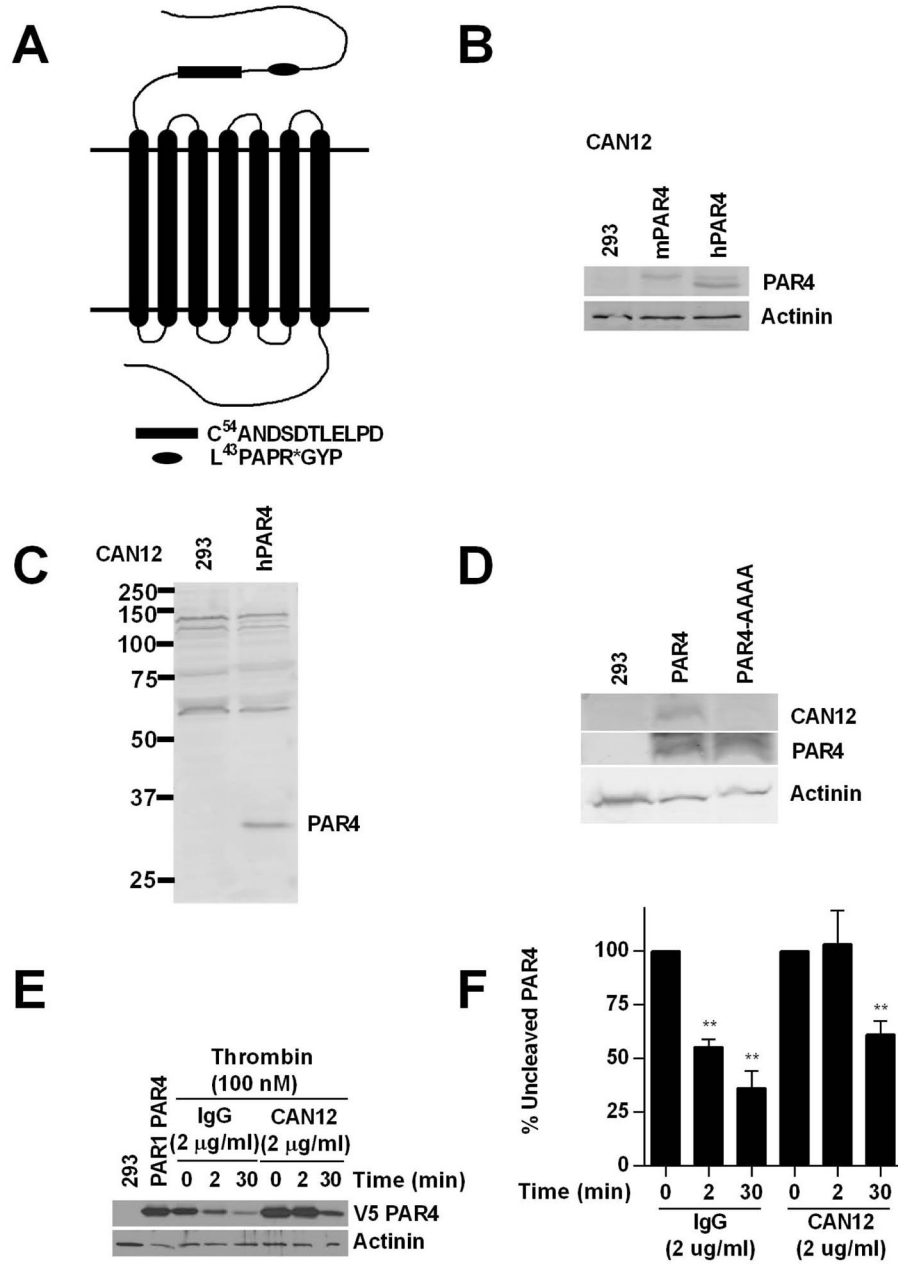 A
C⁵⁴ANDSDTLELPD
L⁴³PAPR*GYP
B
CAN12
293
mPAR4
hPAR4
PAR4
Actinin
C
CAN12
293
hPAR4
250
150
100
75
50
37
25
PAR4
D
293
PAR4
PAR4-AAAA
CAN12
PAR4
Actinin
E
293
PAR1 PAR4
Thrombin
(100 nM)
IgG CAN12
(2 μg/ml) (2 μg/ml)
0 2 30 0 2 30 Time (min)
V5 PAR4
Actinin
F
% Uncleaved PAR4
100
75
50
25
0
** ** **
Time (min) 0 2 30 0 2 30
IgG CAN12
(2 ug/ml) (2 ug/ml)